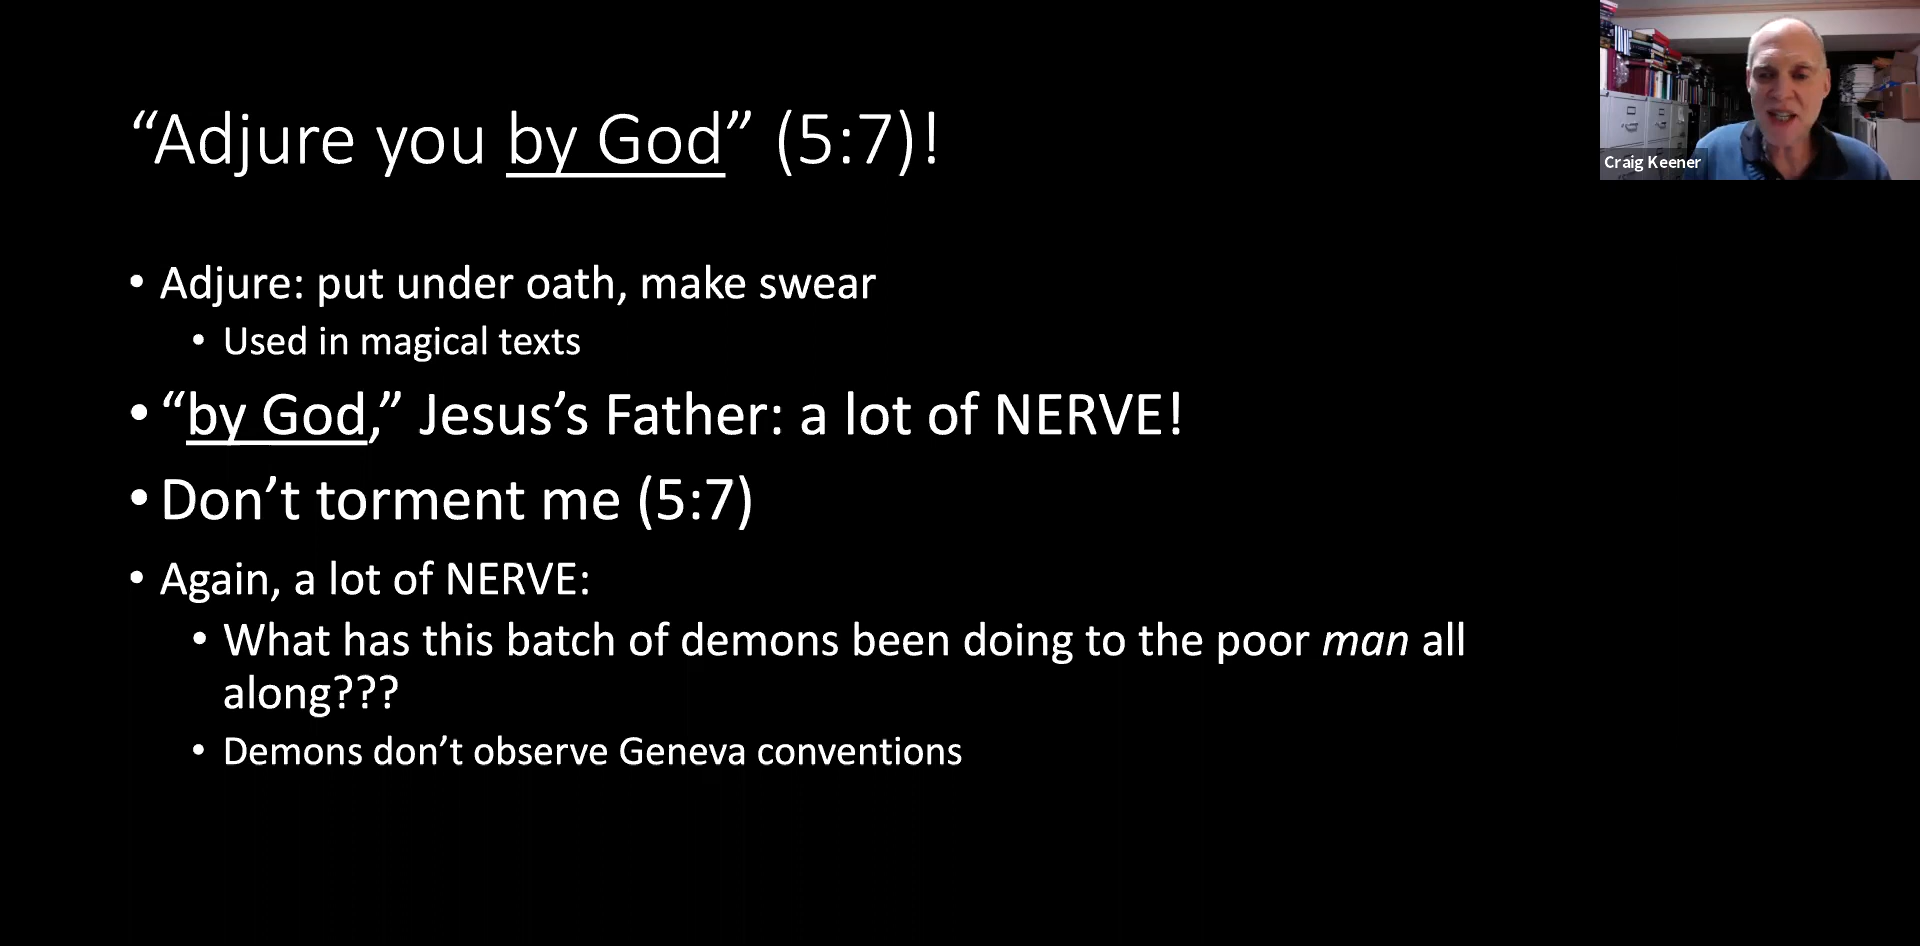 “Adjure you by God” (5:7)!
Craig Keener
• Adjure: put under oath, make swear
• Used in magical texts
• “by God,” Jesus’s Father: a lot of NERVE!
• Don’t torment me (5:7)
• Again, a lot of NERVE:
• What has this batch of demons been doing to the poor man all
along???
• Demons don’t observe Geneva conventions